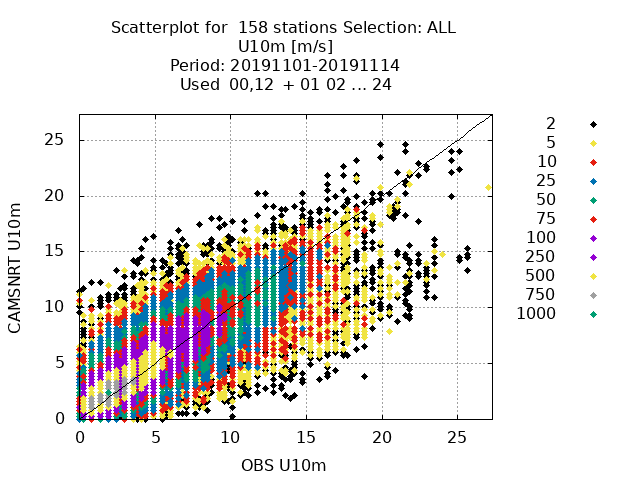 Scatterplot for  158 stations Selection: ALL
U10m [m/s]
Period: 20191101-20191114
Used  00,12  + 01 02 ... 24
CAMSNRT U10m
25
20
15
10
5
0
0 5 10 15 20 25
OBS U10m
2
5
10
25
50
75
100
250
500
750
1000